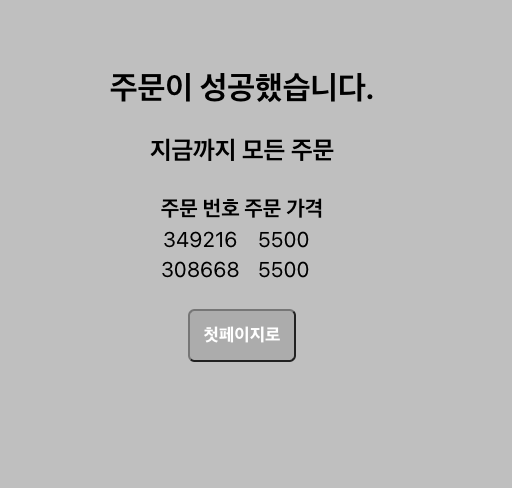 주문이 성공했습니다.
지금까지 모든 주문
주문 번호 주문 가격
349216 5500
308668 5500
첫페이지로